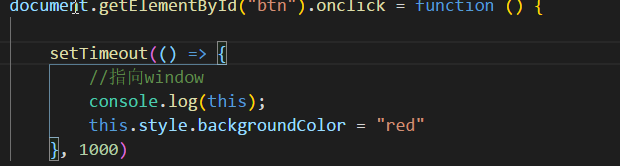 document.getElementById("btn").onclick = function () {
setTimeout(() => {
//指向window
console.log(this);
this.style.backgroundColor = "red"
}, 1000)